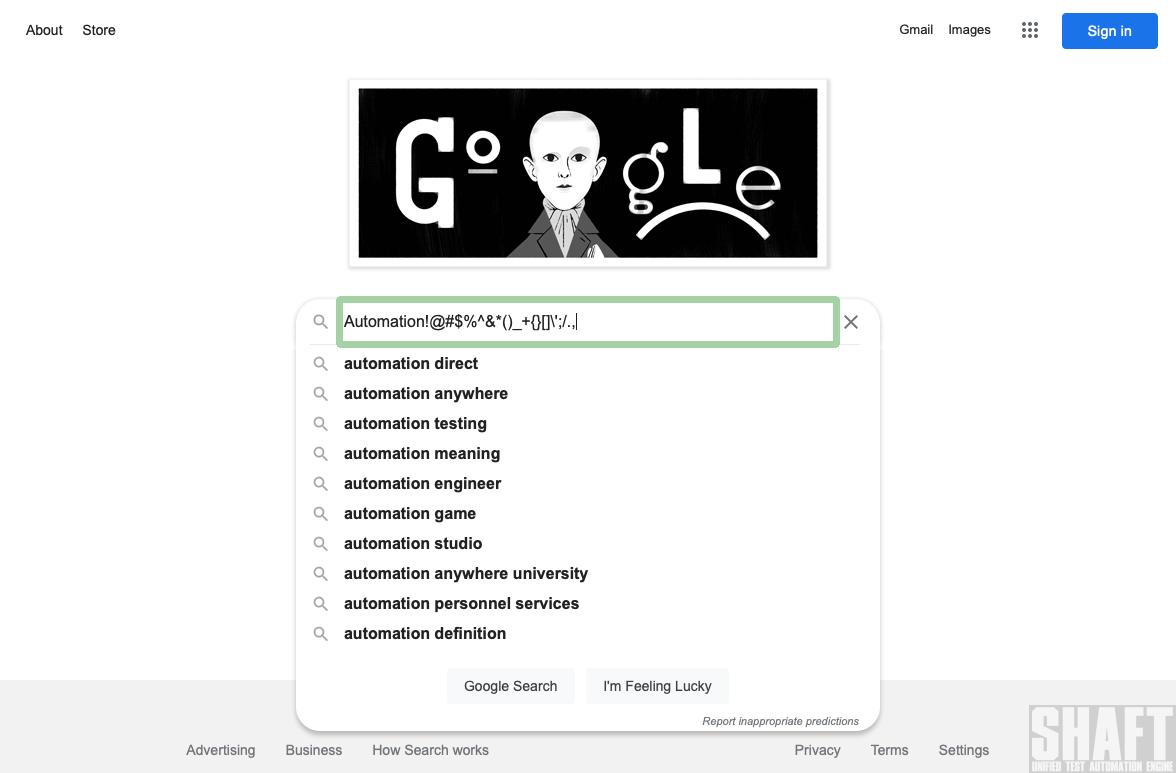 About Store
Gmail Images
Sign in
GOOGLE
Automation!@#$%^&*()_+{}[]\';/.,
automation direct
automation anywhere
automation testing
automation meaning
automation engineer
automation game
automation studio
automation anywhere university
automation personnel services
automation definition
Google Search I'm Feeling Lucky
Report inappropriate predictions
Advertising Business How Search works
Privacy Terms Settings
SHAFT
UNIFIED TEST AUTOMATION ENGINE